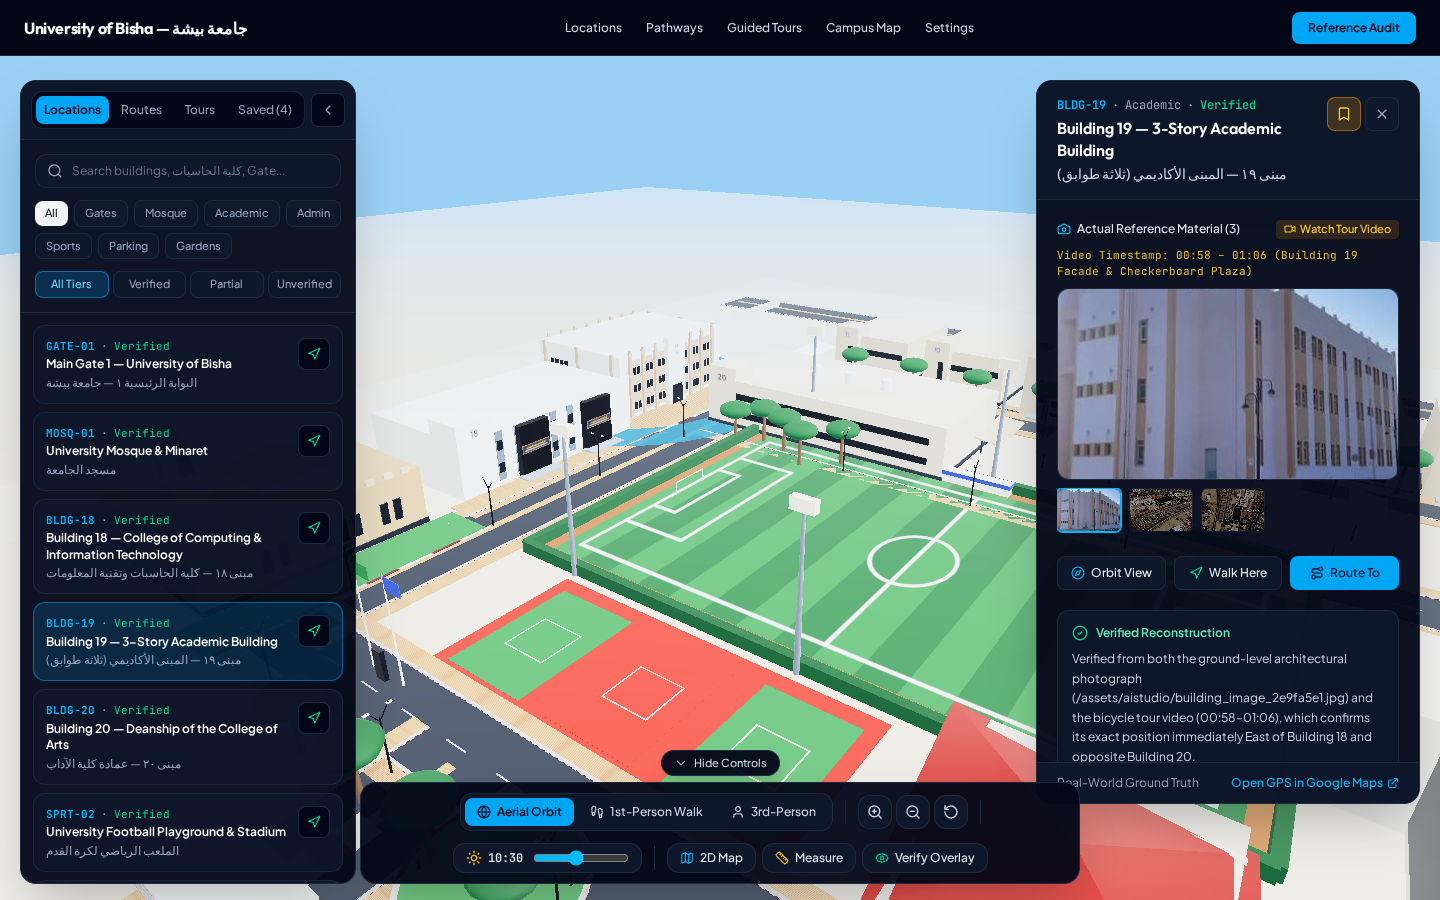 University of Bisha — جامعة بيشة
Locations
Pathways
Guided Tours
Campus Map
Settings
Reference Audit
Locations
Routes
Tours
Saved (4)
Search buildings, كلية الحاسبات, Gate...
All
Gates
Mosque
Academic
Admin
Sports
Parking
Gardens
All Tiers
Verified
Partial
Unverified
GATE-01 · Verified
Main Gate 1 — University of Bisha
البوابة الرئيسية ١ — جامعة بيشة
MOSQ-01 · Verified
University Mosque & Minaret
مسجد الجامعة
BLDG-18 · Verified
Building 18 — College of Computing &
Information Technology
مبنى ١٨ — كلية الحاسبات وتقنية المعلومات
BLDG-19 · Verified
Building 19 — 3-Story Academic Building
مبنى ١٩ — المبنى الأكاديمي (ثلاثة طوابق)
BLDG-20 · Verified
Building 20 — Deanship of the College of
Arts
مبنى ٢٠ — عمادة كلية الآداب
SPRT-02 · Verified
University Football Playground & Stadium
الملعب الرياضي لكرة القدم
20
18
Hide Controls
Aerial Orbit
1st-Person Walk
3rd-Person
10:30
2D Map
Measure
Verify Overlay
BLDG-19 · Academic · Verified
Building 19 — 3-Story Academic
Building
مبنى ١٩ — المبنى الأكاديمي (ثلاثة طوابق)
Actual Reference Material (3)
Watch Tour Video
Video Timestamp: 00:58 – 01:06 (Building 19
Facade & Checkerboard Plaza)
Orbit View
Walk Here
Route To
Verified Reconstruction
Verified from both the ground-level architectural
photograph
(/assets/aistudio/building_image_2e9fa5e1.jpg) and
the bicycle tour video (00:58–01:06), which confirms
its exact position immediately East of Building 18 and
opposite Building 20.
Real-World Ground Truth
Open GPS in Google Maps